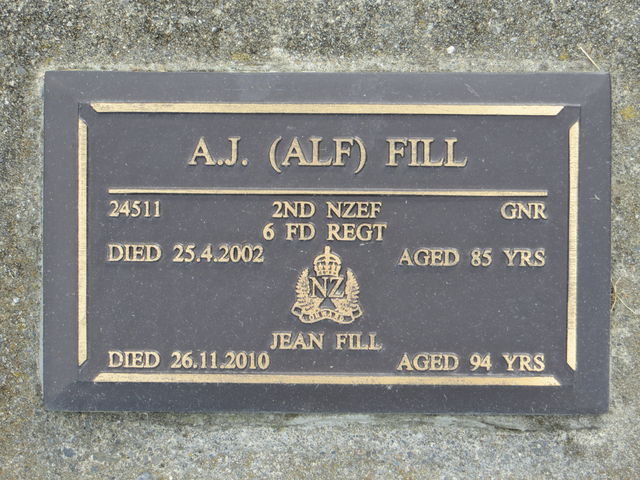 A.J. (ALF) FILL
24511 2ND NZEF GNR
6 FD REGT
DIED 25.4.2002 AGED 85 YRS
NZ
ONWARD
JEAN FILL
DIED 26.11.2010 AGED 94 YRS